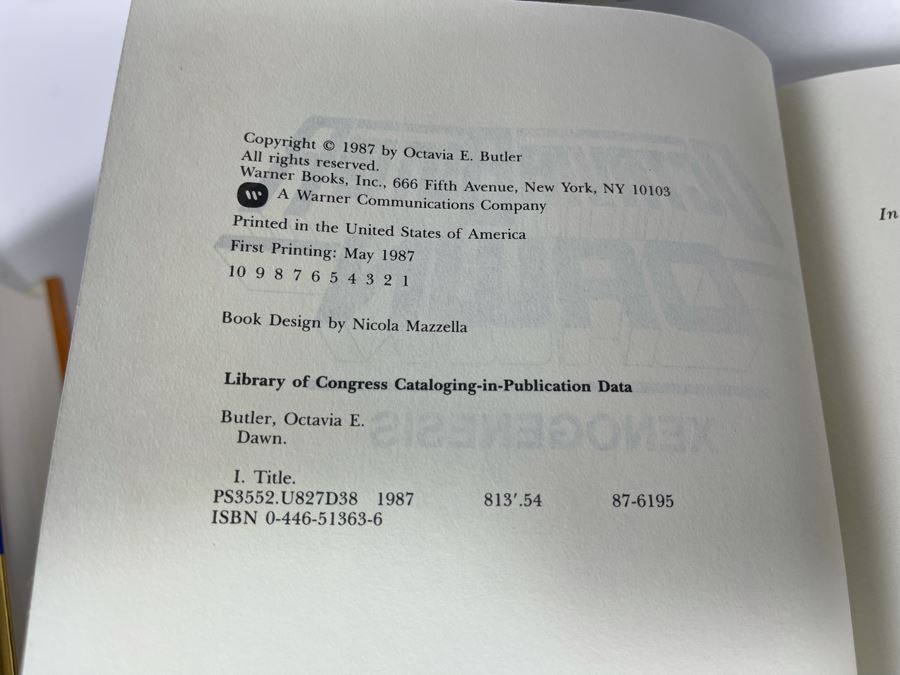 Copyright © 1987 by Octavia E. Butler
All rights reserved.
Warner Books, Inc., 666 Fifth Avenue, New York, NY 10103
A Warner Communications Company
Printed in the United States of America
First Printing: May 1987
10 9 8 7 6 5 4 3 2 1
Book Design by Nicola Mazzella
Library of Congress Cataloging-in-Publication Data
Butler, Octavia E.
Dawn.
I. Title.
PS3552.U827D38 1987 813′.54 87-6195
ISBN 0-446-51363-6
DAWN
XENOGENESIS
In